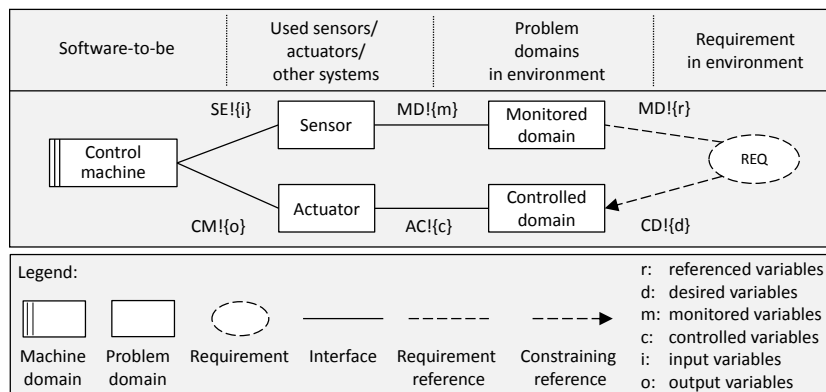 Software-to-be
Used sensors/
actuators/
other systems
Problem
domains
in environment
Requirement
in environment
SE!{i}
Sensor
MD!{m}
Monitored
domain
MD!{r}
Control
machine
REQ
CM!{o}
Actuator
AC!{c}
Controlled
domain
CD!{d}
Legend:
Machine
domain
Problem
domain
Requirement
Interface
Requirement
reference
Constraining
reference
r: referenced variables
d: desired variables
m: monitored variables
c: controlled variables
i: input variables
o: output variables